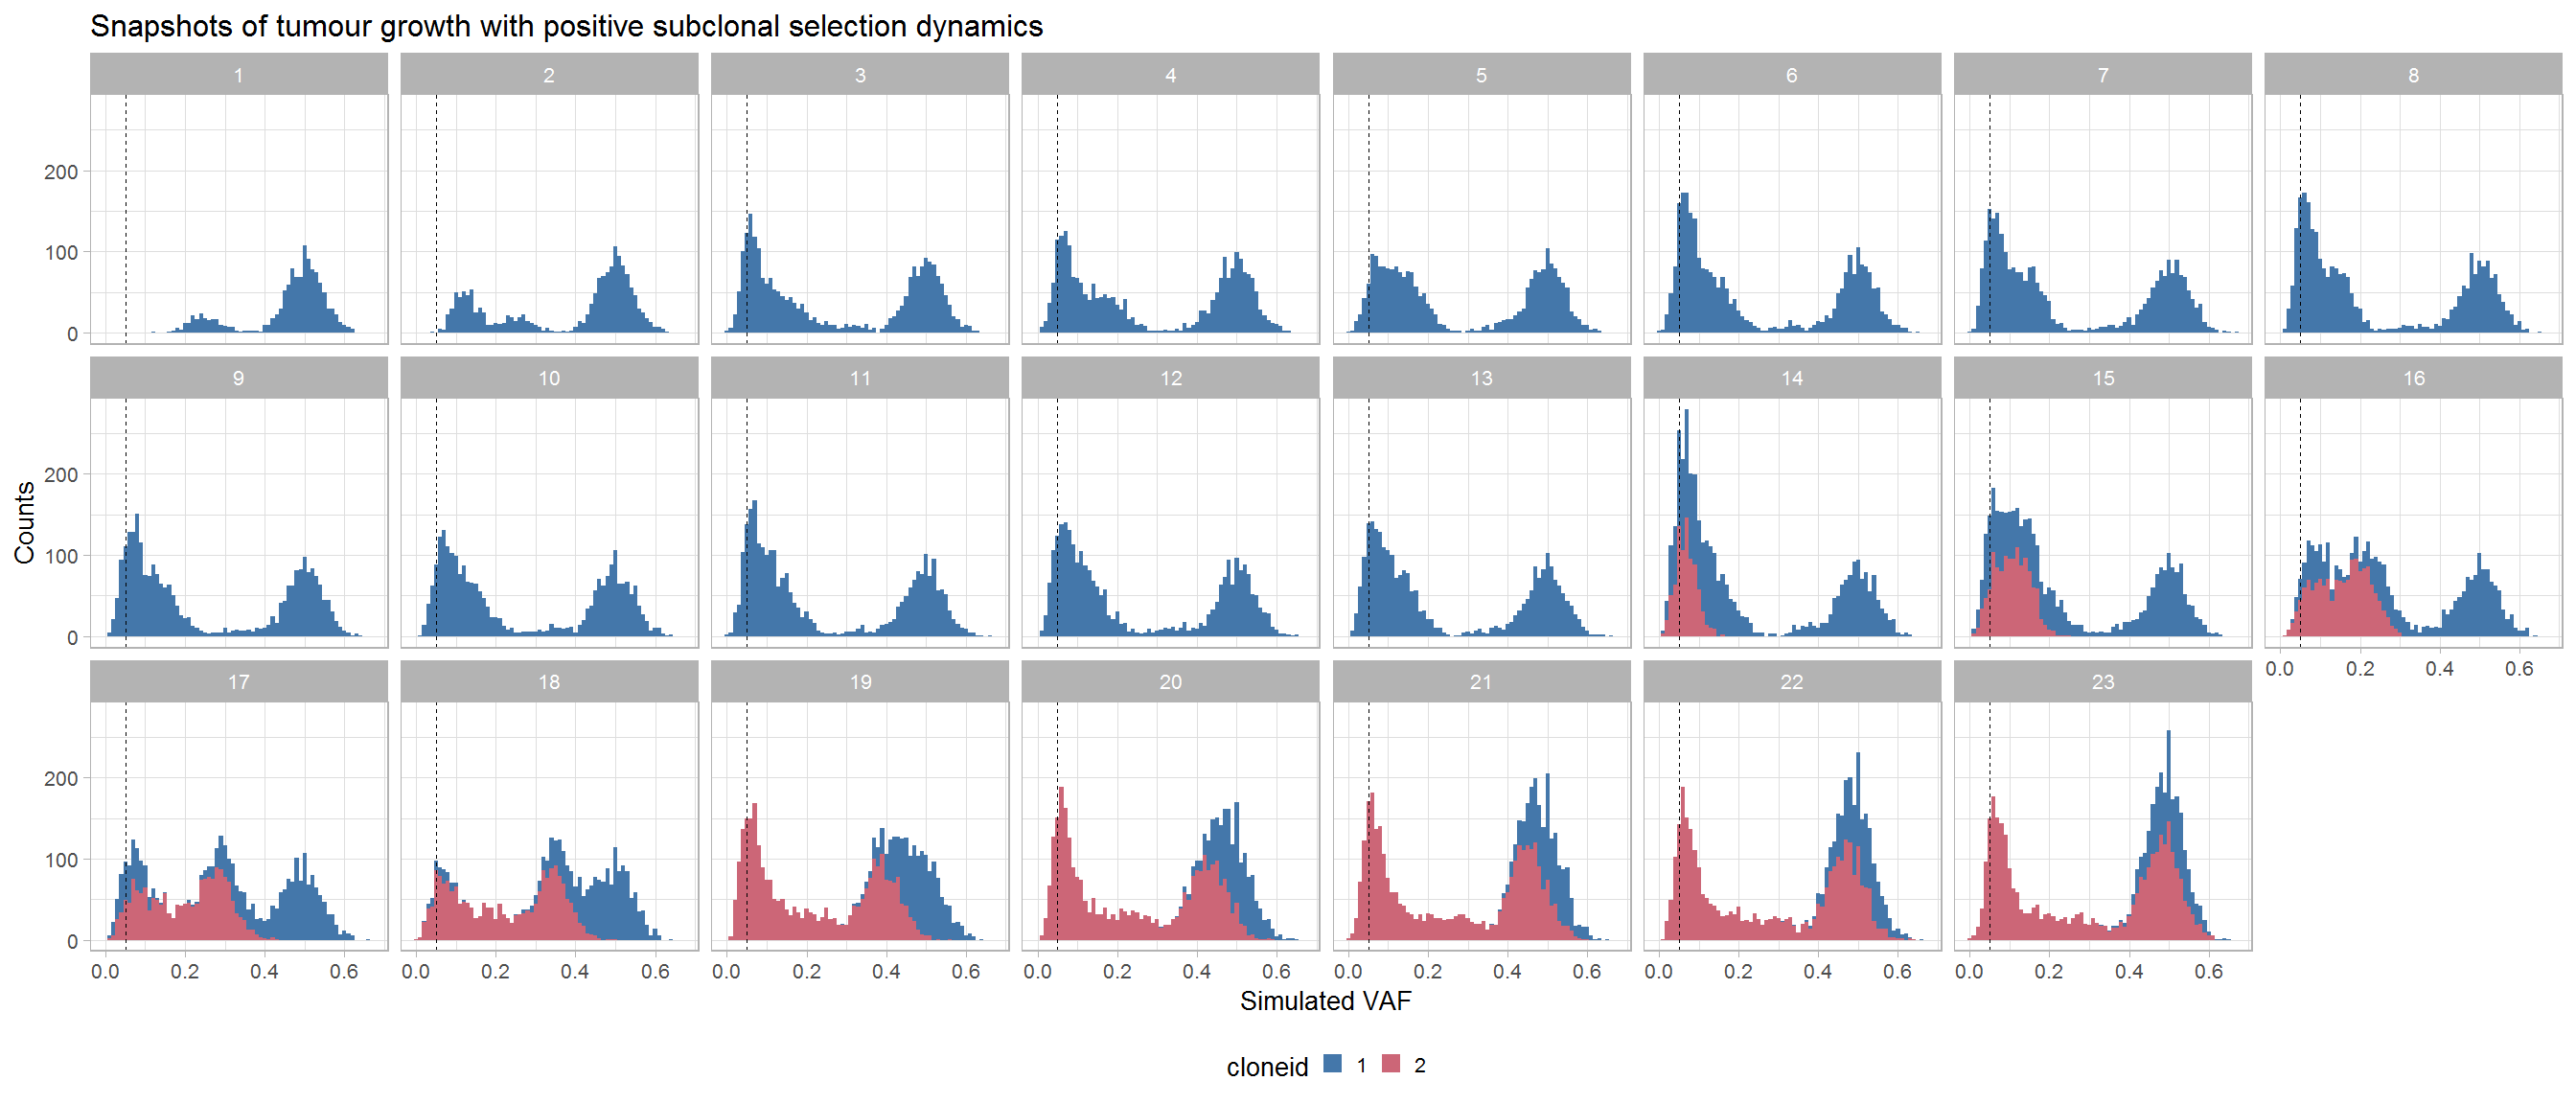 Snapshots of tumour growth with positive subclonal selection dynamics
1 2 3 4 5 6 7 8
200
100
0
9 10 11 12 13 14 15 16
200
100
0
0.0 0.2 0.4 0.6
17 18 19 20 21 22 23
200
100
0
0.0 0.2 0.4 0.6 0.0 0.2 0.4 0.6 0.0 0.2 0.4 0.6 0.0 0.2 0.4 0.6 0.0 0.2 0.4 0.6 0.0 0.2 0.4 0.6 0.0 0.2 0.4 0.6
Counts
Simulated VAF
cloneid 1 2